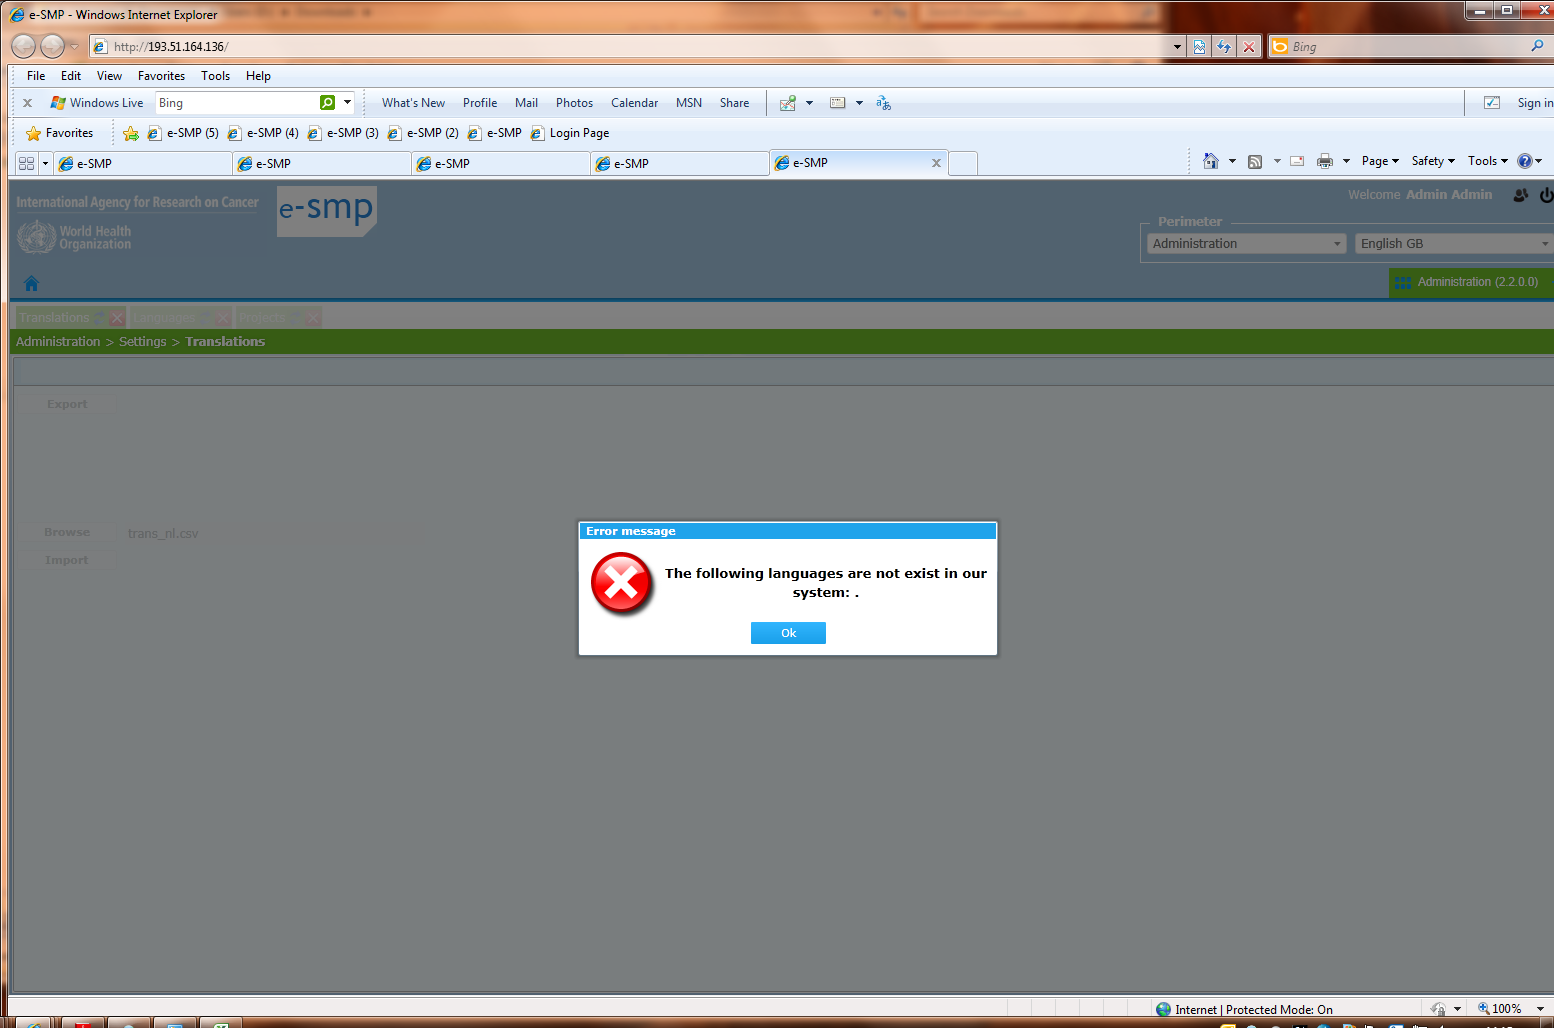 e-SMP - Windows Internet Explorer
http://193.51.164.136/
Bing
File Edit View Favorites Tools Help
Windows Live Bing What's New Profile Mail Photos Calendar MSN Share Sign in
Favorites e-SMP (5) e-SMP (4) e-SMP (3) e-SMP (2) e-SMP Login Page
e-SMP e-SMP e-SMP e-SMP e-SMP Page Safety Tools
International Agency for Research on Cancer
World Health
Organization
e-smp
Welcome Admin Admin
Perimeter
Administration English GB
Administration (2.2.0.0)
Translations Languages Projects
Administration > Settings > Translations
Export
Browse trans_nl.csv
Import
Error message
The following languages are not exist in our
system: .
Ok
Internet | Protected Mode: On 100%